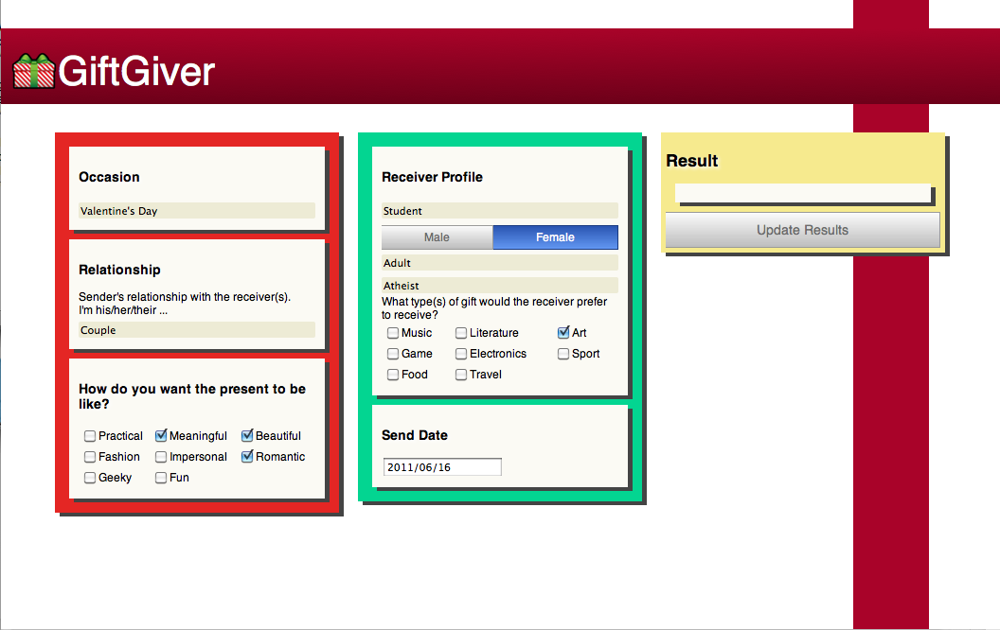 GiftGiver
Occasion
Valentine's Day
Relationship
Sender's relationship with the receiver(s).
I'm his/her/their ...
Couple
How do you want the present to be
like?
Practical Meaningful Beautiful
Fashion Impersonal Romantic
Geeky Fun
Receiver Profile
Student
Male Female
Adult
Atheist
What type(s) of gift would the receiver prefer
to receive?
Music Literature Art
Game Electronics Sport
Food Travel
Send Date
2011/06/16
Result
Update Results